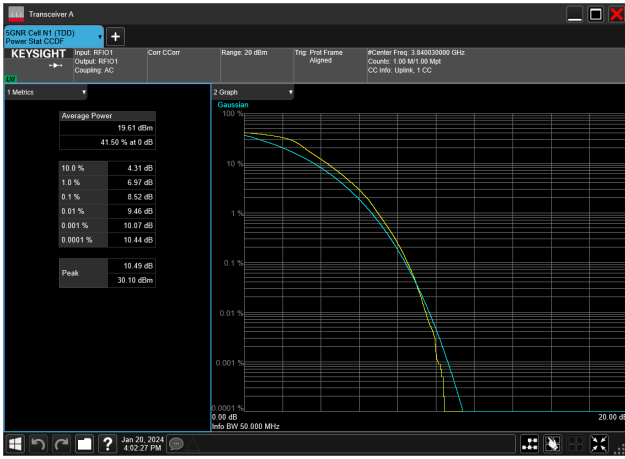 Transceiver A
5GNR Cell N1 (TDD)
Power Stat CCDF
KEYSIGHT
LVI
Input: RFIO1
Output: RFIO1
Coupling: AC
Corr CCorr
Range: 20 dBm
Trig: Prot Frame
Aligned
#Center Freq: 3.840030000 GHz
Counts: 1.00 M/1.00 Mpt
CC Info: Uplink, 1 CC
1 Metrics
Average Power
19.61 dBm
41.50 % at 0 dB
10.0 % 4.31 dB
1.0 % 6.97 dB
0.1 % 8.52 dB
0.01 % 9.46 dB
0.001 % 10.07 dB
0.0001 % 10.44 dB
Peak 10.49 dB
30.10 dBm
2 Graph
Gaussian
100 %
10 %
1 %
0.1 %
0.01 %
0.001 %
0.0001 %
0.00 dB 20.00 dB
Info BW 50.000 MHz
?
Jan 20, 2024
4:02:27 PM